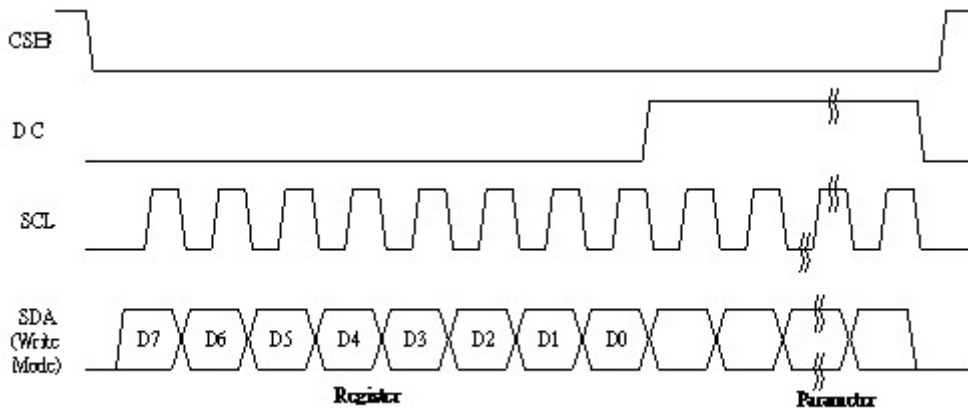 CSB
DC
SCL
SDA
(Write
Mode)
D7 D6 D5 D4 D3 D2 D1 D0
Register
Parameter